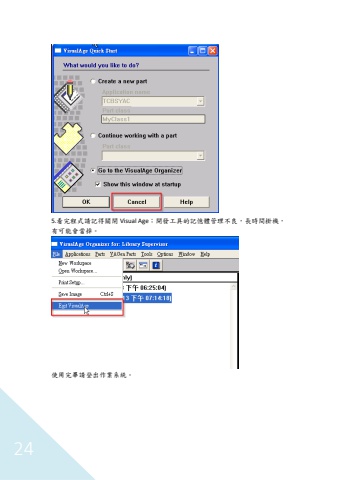 VisualAge Quick Start
What would you like to do?
Create a new part
Application name
TOBBYAC
Part class
MyClass1
Continue working with a part
Part class
Go to the VisualAge Organizer
Show this window at startup
OK Cancel Help
5.看完程式請記得關閉 Visual Age：開發工具的記憶體管理不良，長時間掛機，
有可能會當掉。
VisualAge Organizer for: Library Supervisor
File Applications Parts VAGen Parts Tools Options Window Help
New Workspace
Open Workspace...
Print Setup...
Save Image Ctrl+S
Exit VisualAge
nly)
3 下午 06:25:04)
3 下午 07:14:18)
使用完畢請登出作業系統。
24